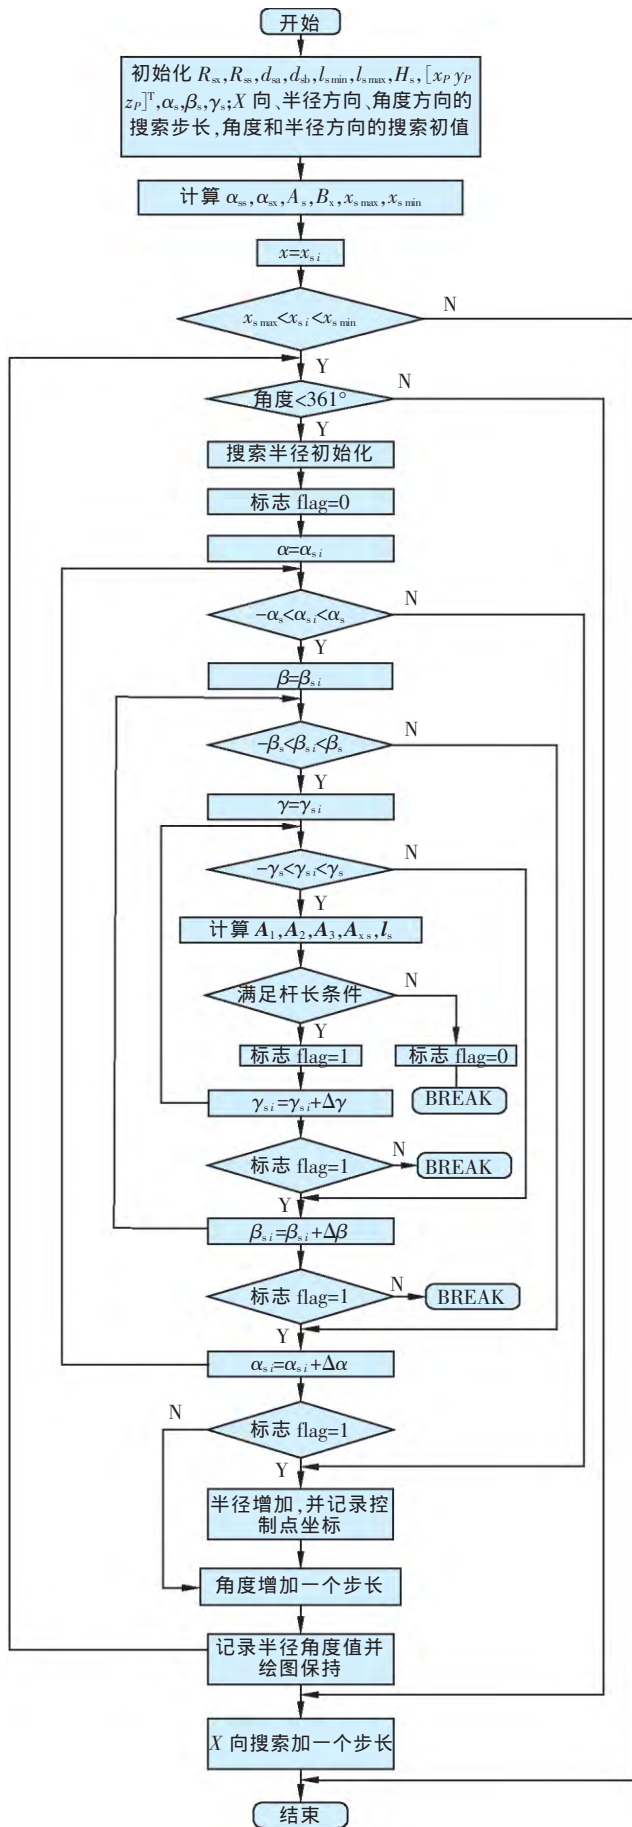 开始
初始化 Rsx,Rss,dsa,dsb,ls min,ls max,Hs,[xP yP
zP]T,αs,βs,γs;X 向、半径方向、角度方向的
搜索步长,角度和半径方向的搜索初值
计算 αss,αsx,As,Bx,xs max,xs min
x=xs i
xs max<xs i<xs min
N
Y
角度<361°
N
Y
搜索半径初始化
标志 flag=0
α=αs i
-αs<αs i<αs
N
Y
β=βs i
-βs<βs i<βs
N
Y
γ=γs i
-γs<γs i<γs
N
Y
计算 A1,A2,A3,Ax s,ls
满足杆长条件
N
Y
标志 flag=1
标志 flag=0
BREAK
γs i=γs i+Δγ
标志 flag=1
N
BREAK
Y
βs i=βs i+Δβ
标志 flag=1
N
BREAK
Y
αs i=αs i+Δα
N
标志 flag=1
Y
半径增加,并记录控
制点坐标
角度增加一个步长
记录半径角度值并
绘图保持
X 向搜索加一个步长
结束